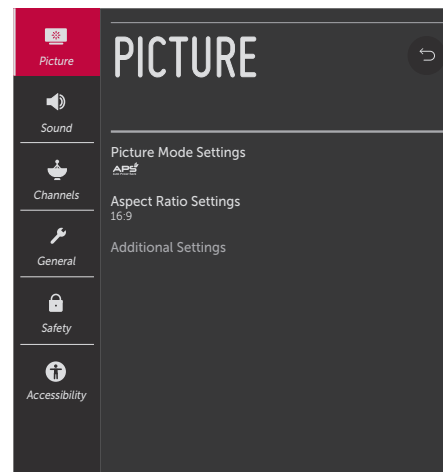 Picture
Sound
Channels
General
Safety
Accessibility
PICTURE
Picture Mode Settings
APS
Aspect Ratio Settings
16:9
Additional Settings